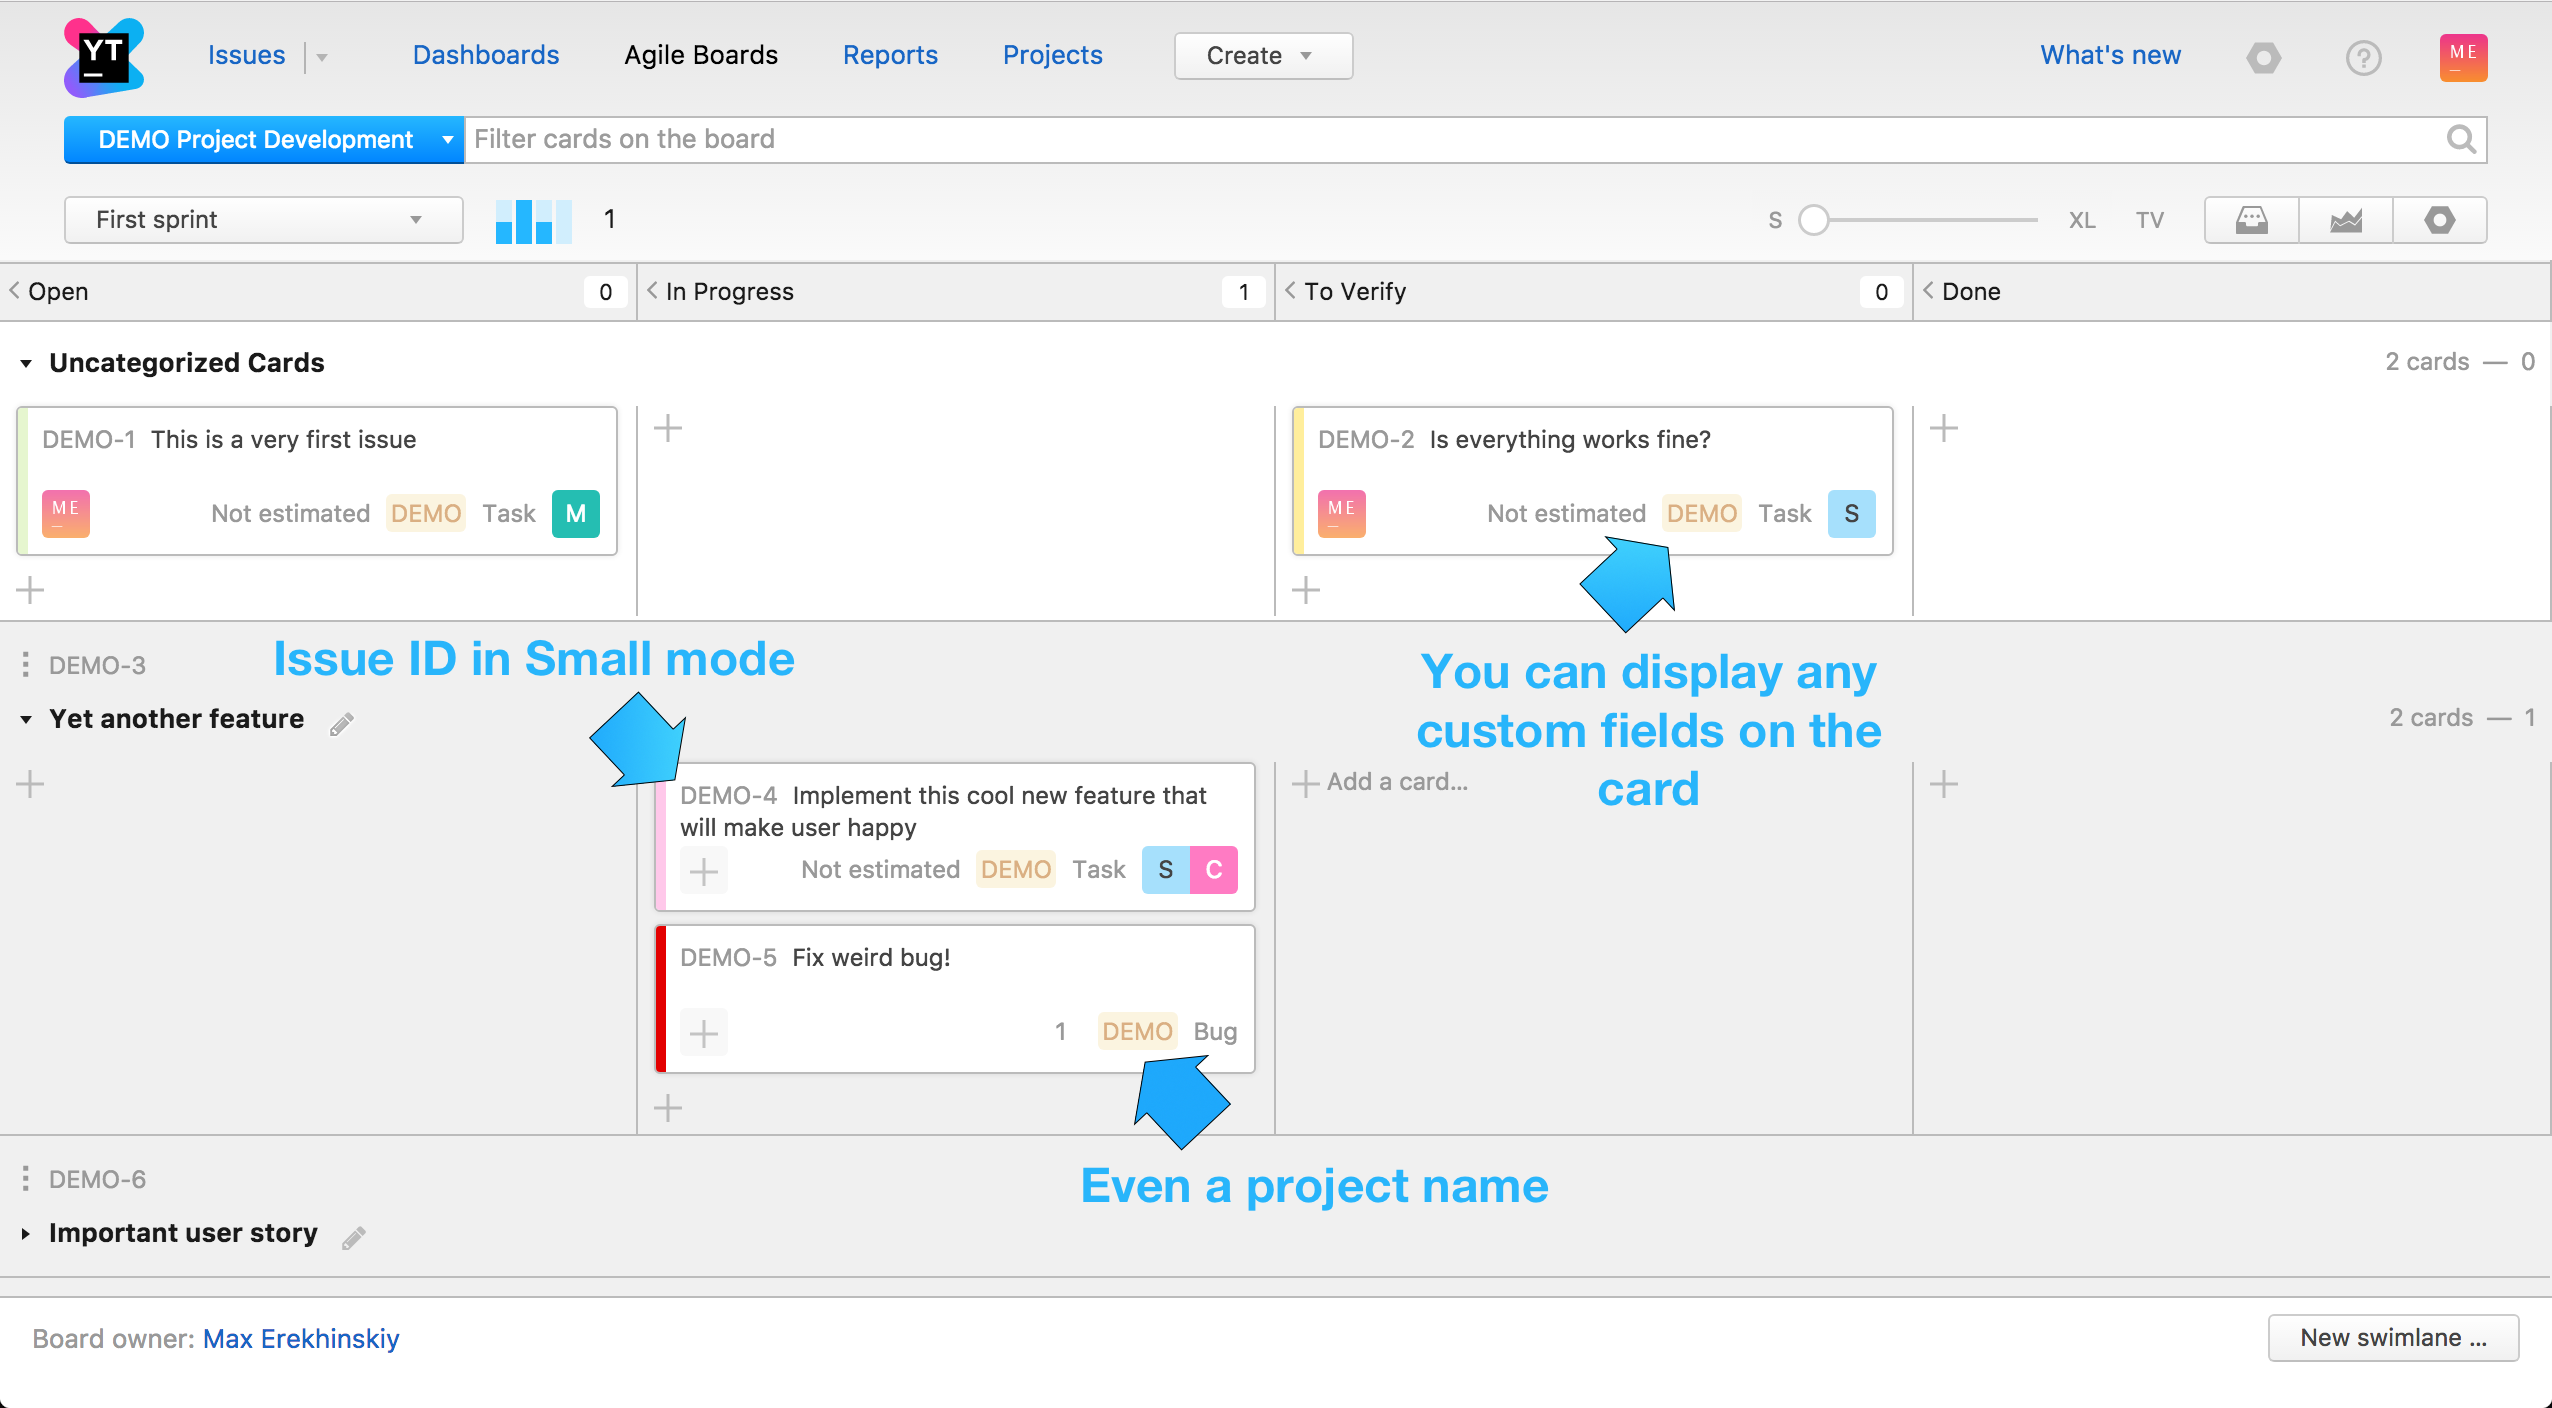 YT
Issues
Dashboards
Agile Boards
Reports
Projects
Create
What's new
ME
DEMO Project Development
Filter cards on the board
First sprint
1
S
XL
TV
Open 0
In Progress 1
To Verify 0
Done
Uncategorized Cards
2 cards — 0
DEMO-1 This is a very first issue
ME
Not estimated DEMO Task M
DEMO-2 Is everything works fine?
ME
Not estimated DEMO Task S
DEMO-3
Issue ID in Small mode
You can display any
custom fields on the
card
Yet another feature
2 cards — 1
DEMO-4 Implement this cool new feature that
will make user happy
Not estimated DEMO Task S C
Add a card...
DEMO-5 Fix weird bug!
1 DEMO Bug
Even a project name
DEMO-6
Important user story
Board owner: Max Erekhinskiy
New swimlane ...